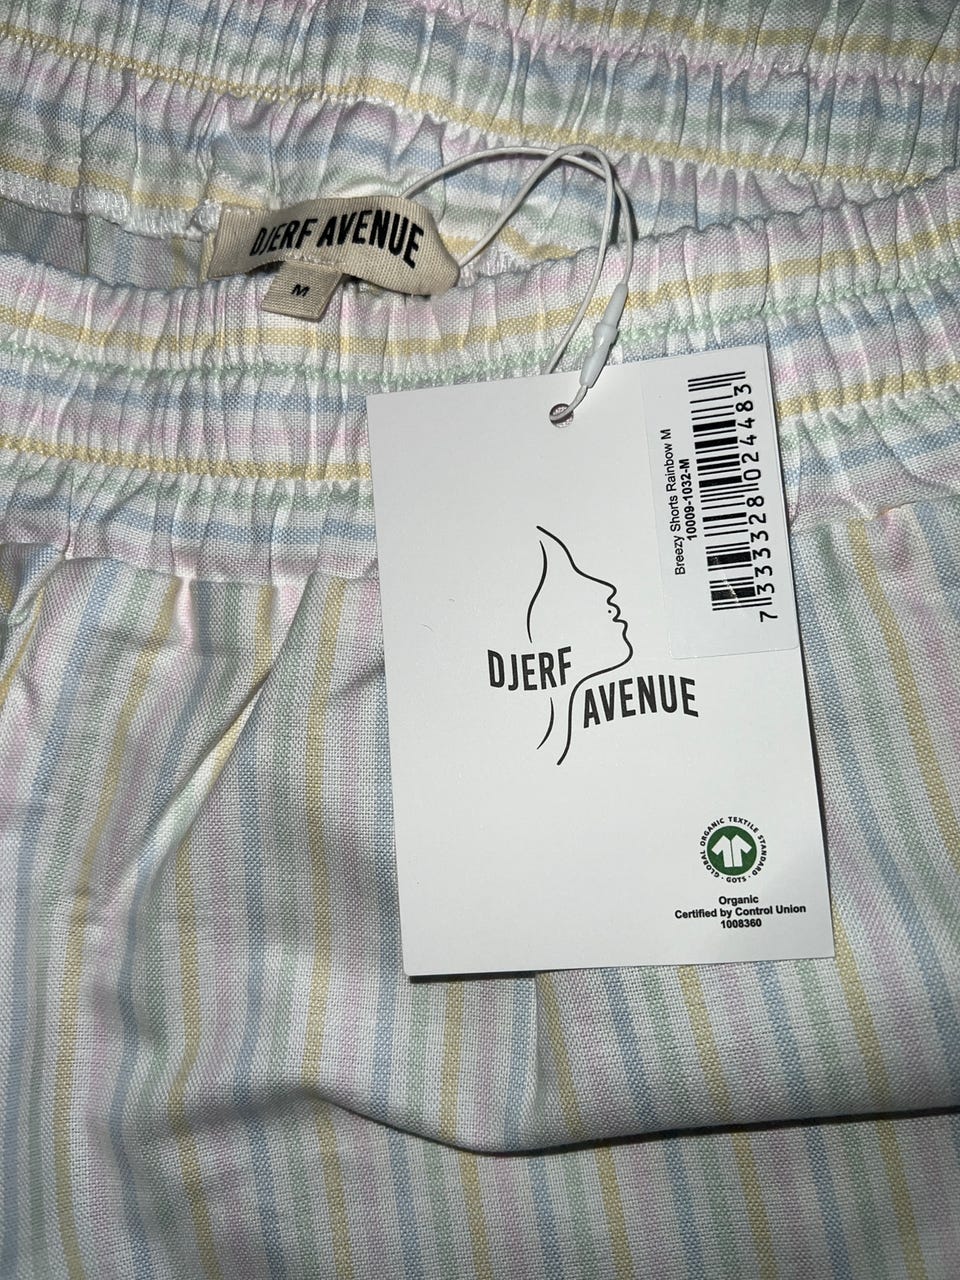 DJERF AVENUE
M
Breezy Shorts Rainbow M
10009-1032-M
7333328024483
DJERF
AVENUE
GLOBAL ORGANIC TEXTILE STANDARD
· GOTS ·
Organic
Certified by Control Union
1008360